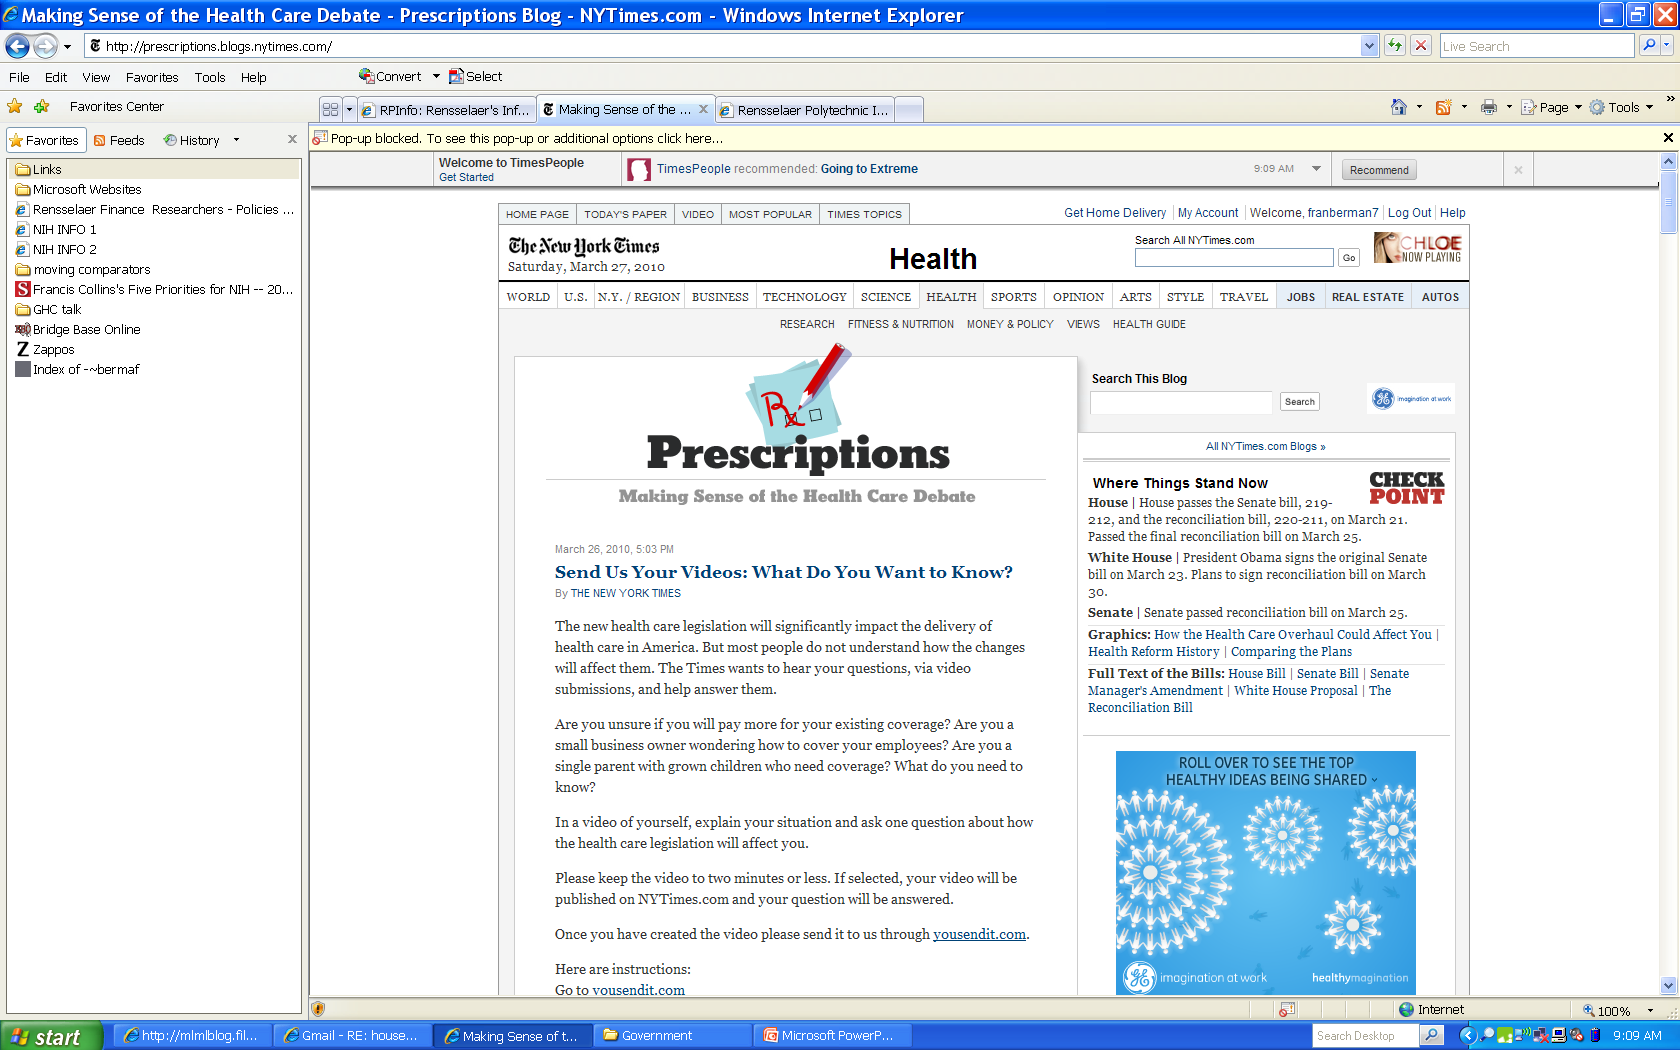 Making Sense of the Health Care Debate - Prescriptions Blog - NYTimes.com - Windows Internet Explorer
http://prescriptions.blogs.nytimes.com/
Live Search
File Edit View Favorites Tools Help
Convert Select
Favorites Center
RPInfo: Rensselaer's Inf...
Making Sense of the ...
Rensselaer Polytechnic I...
Page Tools
Favorites Feeds History
Pop-up blocked. To see this pop-up or additional options click here...
Links
Microsoft Websites
Rensselaer Finance Researchers - Policies ...
NIH INFO 1
NIH INFO 2
moving comparators
Francis Collins's Five Priorities for NIH -- 20...
GHC talk
Bridge Base Online
Zappos
Index of -~bermaf
Welcome to TimesPeople
Get Started
TimesPeople recommended: Going to Extreme
9:09 AM
Recommend
HOME PAGE TODAY'S PAPER VIDEO MOST POPULAR TIMES TOPICS
Get Home Delivery My Account Welcome, franberman7 Log Out Help
The New York Times
Saturday, March 27, 2010
Health
Search All NYTimes.com
Go
CHLOE
NOW PLAYING
WORLD U.S. N.Y. / REGION BUSINESS TECHNOLOGY SCIENCE HEALTH SPORTS OPINION ARTS STYLE TRAVEL JOBS REAL ESTATE AUTOS
RESEARCH FITNESS & NUTRITION MONEY & POLICY VIEWS HEALTH GUIDE
Rx
Prescriptions
Making Sense of the Health Care Debate
March 26, 2010, 5:03 PM
Send Us Your Videos: What Do You Want to Know?
By THE NEW YORK TIMES
The new health care legislation will significantly impact the delivery of
health care in America. But most people do not understand how the changes
will affect them. The Times wants to hear your questions, via video
submissions, and help answer them.
Are you unsure if you will pay more for your existing coverage? Are you a
small business owner wondering how to cover your employees? Are you a
single parent with grown children who need coverage? What do you need to
know?
In a video of yourself, explain your situation and ask one question about how
the health care legislation will affect you.
Please keep the video to two minutes or less. If selected, your video will be
published on NYTimes.com and your question will be answered.
Once you have created the video please send it to us through yousendit.com.
Here are instructions:
Go to yousendit.com
Search This Blog
Search
GE imagination at work
All NYTimes.com Blogs »
Where Things Stand Now
CHECK
POINT
House | House passes the Senate bill, 219-
212, and the reconciliation bill, 220-211, on March 21.
Passed the final reconciliation bill on March 25.
White House | President Obama signs the original Senate
bill on March 23. Plans to sign reconciliation bill on March
30.
Senate | Senate passed reconciliation bill on March 25.
Graphics: How the Health Care Overhaul Could Affect You |
Health Reform History | Comparing the Plans
Full Text of the Bills: House Bill | Senate Bill | Senate
Manager's Amendment | White House Proposal | The
Reconciliation Bill
ROLL OVER TO SEE THE TOP
HEALTHY IDEAS BEING SHARED
GE imagination at work healthymagination
Internet 100%
start
http://mlmlblog.fil...
Gmail - RE: house...
Making Sense of t...
Government
Microsoft PowerP...
Search Desktop
9:09 AM